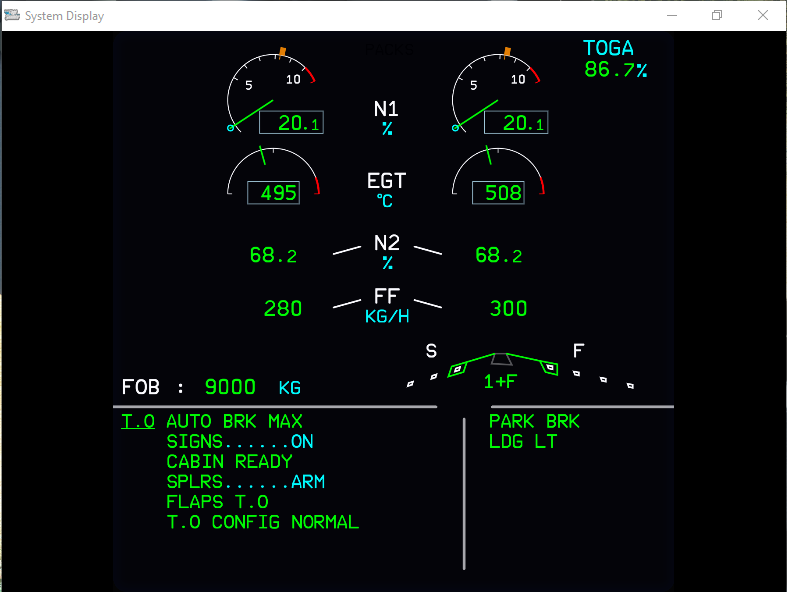 System Display
PACKS
TOGA
86.7%
5 10
5 10
20.1 N1 20.1
%
495 EGT 508
°C
68.2 N2 68.2
%
280 FF 300
KG/H
S F
1+F
FOB : 9000 KG
T.O AUTO BRK MAX
SIGNS......ON
CABIN READY
SPLRS......ARM
FLAPS T.O
T.O CONFIG NORMAL
PARK BRK
LDG LT